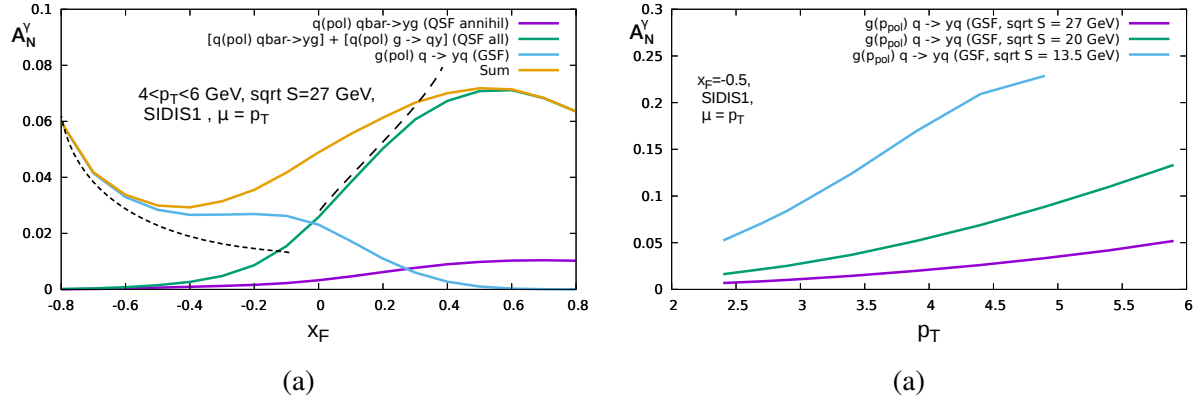 0.1
0.08
0.06
0.04
0.02
0
A_N^γ
q(pol) qbar->γg (QSF annihil)
[q(pol) qbar->γg] + [q(pol) g -> qγ] (QSF all)
g(pol) q -> γq (GSF)
Sum
4<p_T<6 GeV, sqrt S=27 GeV,
SIDIS1 , μ = p_T
-0.8 -0.6 -0.4 -0.2 0 0.2 0.4 0.6 0.8
x_F
(a)
0.3
0.25
0.2
0.15
0.1
0.05
0
A_N^γ
g(p_pol) q -> γq (GSF, sqrt S = 27 GeV)
g(p_pol) q -> γq (GSF, sqrt S = 20 GeV)
g(p_pol) q -> γq (GSF, sqrt S = 13.5 GeV)
x_F=-0.5,
SIDIS1,
μ = p_T
2 2.5 3 3.5 4 4.5 5 5.5 6
p_T
(a)